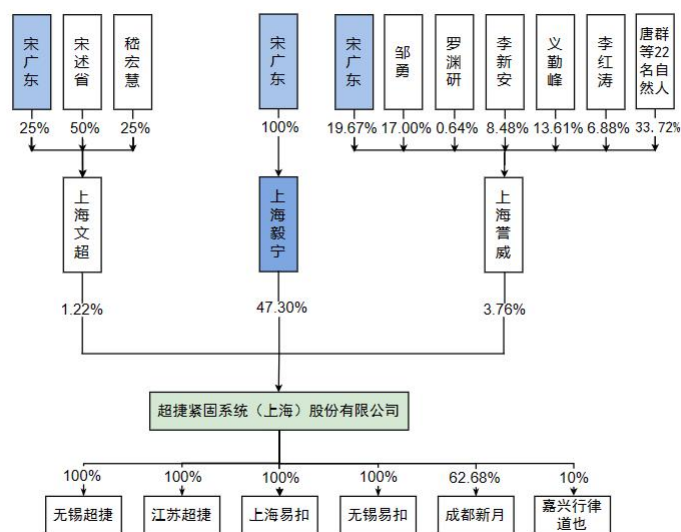 宋广东
宋述省
嵇宏慧
宋广东
宋广东
邹勇
罗渊研
李新安
义勤峰
李红涛
唐群等22名自然人
25%
50%
25%
100%
19.67%
17.00%
0.64%
8.48%
13.61%
6.88%
33.72%
上海文超
上海毅宁
上海誉威
1.22%
47.30%
3.76%
超捷紧固系统（上海）股份有限公司
100%
100%
100%
100%
62.68%
10%
无锡超捷
江苏超捷
上海易扣
无锡易扣
成都新月
嘉兴行律
道也